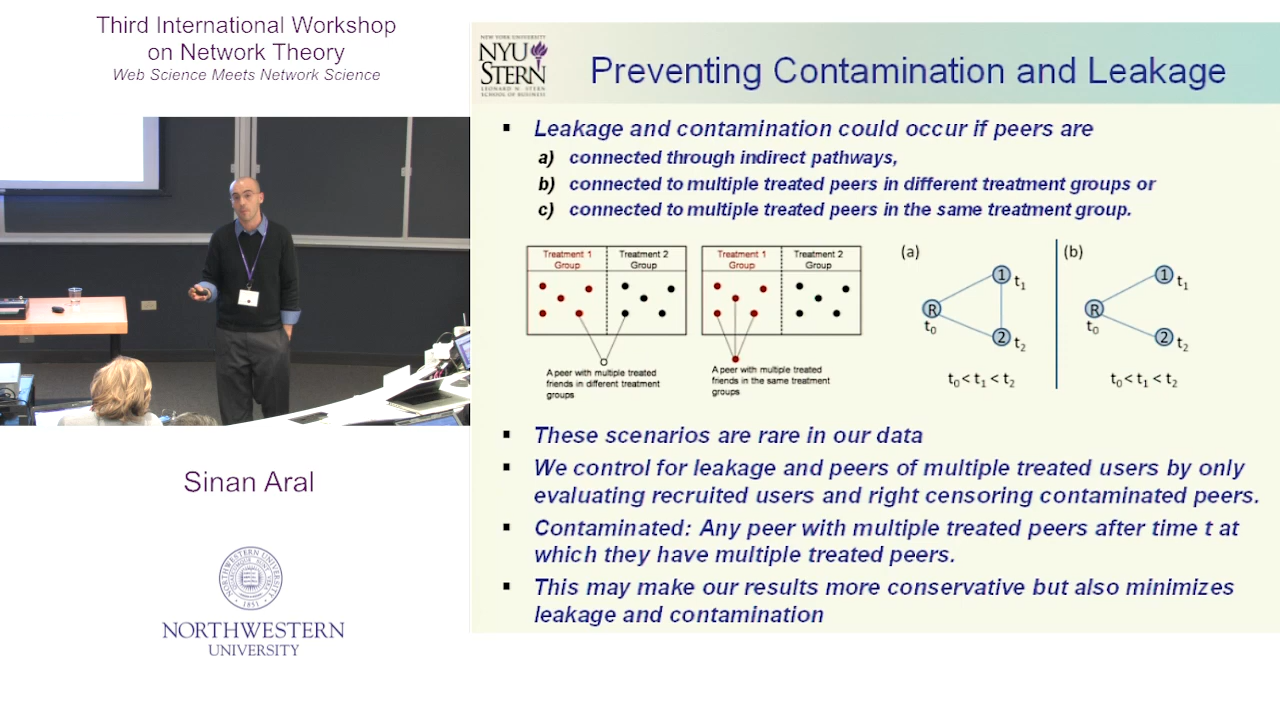 Third International Workshop
on Network Theory
Web Science Meets Network Science
NEW YORK UNIVERSITY
NYU
STERN
LEONARD N. STERN
SCHOOL OF BUSINESS
Preventing Contamination and Leakage
▪ Leakage and contamination could occur if peers are
a) connected through indirect pathways,
b) connected to multiple treated peers in different treatment groups or
c) connected to multiple treated peers in the same treatment group.
Treatment 1
Group
Treatment 2
Group
A peer with multiple treated
friends in different treatment
groups
Treatment 1
Group
Treatment 2
Group
A peer with multiple treated
friends in the same treatment
groups
(a)
1 t1
R
t0
2 t2
t0 < t1 < t2
(b)
1 t1
R
t0
2 t2
t0 < t1 < t2
▪ These scenarios are rare in our data
▪ We control for leakage and peers of multiple treated users by only
evaluating recruited users and right censoring contaminated peers.
▪ Contaminated: Any peer with multiple treated peers after time t at
which they have multiple treated peers.
▪ This may make our results more conservative but also minimizes
leakage and contamination
Sinan Aral
1851
NORTHWESTERN
UNIVERSITY